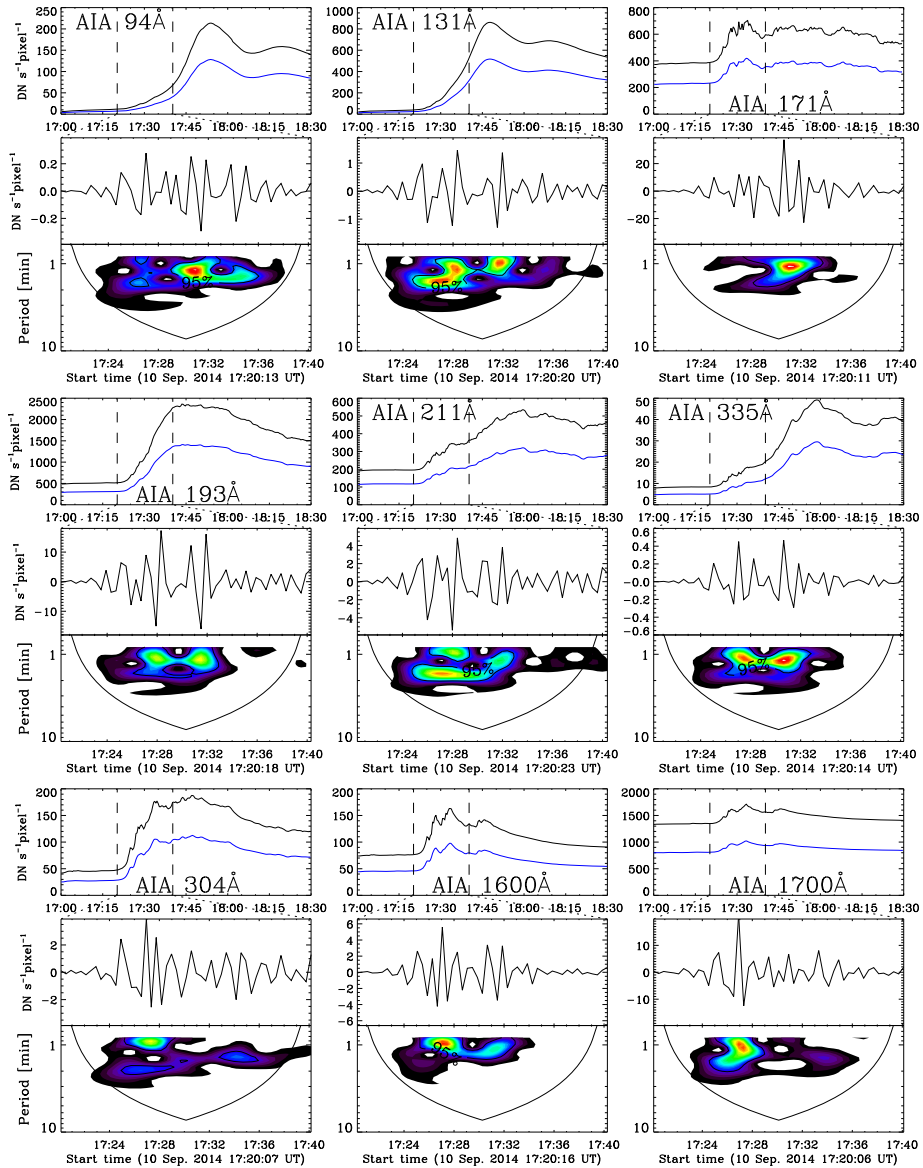 AIA 94Å AIA 131Å
DN s⁻¹pixel⁻¹
250 200 150 100 50 0
1000 800 600 400 200 0
800 600 400 200 0
AIA 171Å
17:00 17:15 17:30 17:45 18:00 18:15 18:30
17:00 17:15 17:30 17:45 18:00 18:15 18:30
17:00 17:15 17:30 17:45 18:00 18:15 18:30
DN s⁻¹pixel⁻¹
0.2 0.0 −0.2
1 0 −1
20 0 −20
Period [min]
1 10
95%
1 10
95%
1 10
17:24 17:28 17:32 17:36 17:40
17:24 17:28 17:32 17:36 17:40
17:24 17:28 17:32 17:36 17:40
Start time (10 Sep. 2014 17:20:13 UT)
Start time (10 Sep. 2014 17:20:20 UT)
Start time (10 Sep. 2014 17:20:11 UT)
AIA 211Å AIA 335Å
DN s⁻¹pixel⁻¹
2500 2000 1500 1000 500 0
600 500 400 300 200 100 0
50 40 30 20 10 0
AIA 193Å
17:00 17:15 17:30 17:45 18:00 18:15 18:30
17:00 17:15 17:30 17:45 18:00 18:15 18:30
17:00 17:15 17:30 17:45 18:00 18:15 18:30
DN s⁻¹pixel⁻¹
10 0 −10
4 2 0 −2 −4
0.6 0.4 0.2 −0.0 −0.2 −0.4 −0.6
Period [min]
1 10
1 10
95%
1 10
95%
17:24 17:28 17:32 17:36 17:40
17:24 17:28 17:32 17:36 17:40
17:24 17:28 17:32 17:36 17:40
Start time (10 Sep. 2014 17:20:18 UT)
Start time (10 Sep. 2014 17:20:23 UT)
Start time (10 Sep. 2014 17:20:14 UT)
DN s⁻¹pixel⁻¹
200 150 100 50 0
200 150 100 50 0
200 150 100 50 0
AIA 304Å AIA 1600Å AIA 1700Å
17:00 17:15 17:30 17:45 18:00 18:15 18:30
17:00 17:15 17:30 17:45 18:00 18:15 18:30
17:00 17:15 17:30 17:45 18:00 18:15 18:30
DN s⁻¹pixel⁻¹
2 0 −2
6 4 2 0 −2 −4 −6
10 0 −10
Period [min]
1 10
1 10
95%
1 10
17:24 17:28 17:32 17:36 17:40
17:24 17:28 17:32 17:36 17:40
17:24 17:28 17:32 17:36 17:40
Start time (10 Sep. 2014 17:20:07 UT)
Start time (10 Sep. 2014 17:20:16 UT)
Start time (10 Sep. 2014 17:20:06 UT)